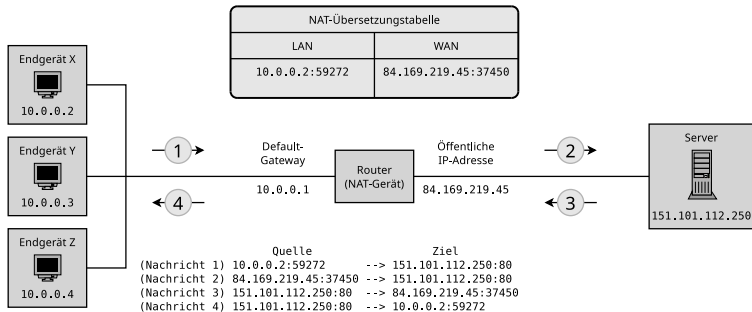 NAT-Übersetzungstabelle
LAN WAN
10.0.0.2:59272 84.169.219.45:37450
Endgerät X
10.0.0.2
Endgerät Y
10.0.0.3
Endgerät Z
10.0.0.4
1
4
Default-
Gateway
10.0.0.1
Router
(NAT-Gerät)
Öffentliche
IP-Adresse
84.169.219.45
2
3
Server
151.101.112.250
Quelle Ziel
(Nachricht 1) 10.0.0.2:59272 --> 151.101.112.250:80
(Nachricht 2) 84.169.219.45:37450 --> 151.101.112.250:80
(Nachricht 3) 151.101.112.250:80 --> 84.169.219.45:37450
(Nachricht 4) 151.101.112.250:80 --> 10.0.0.2:59272